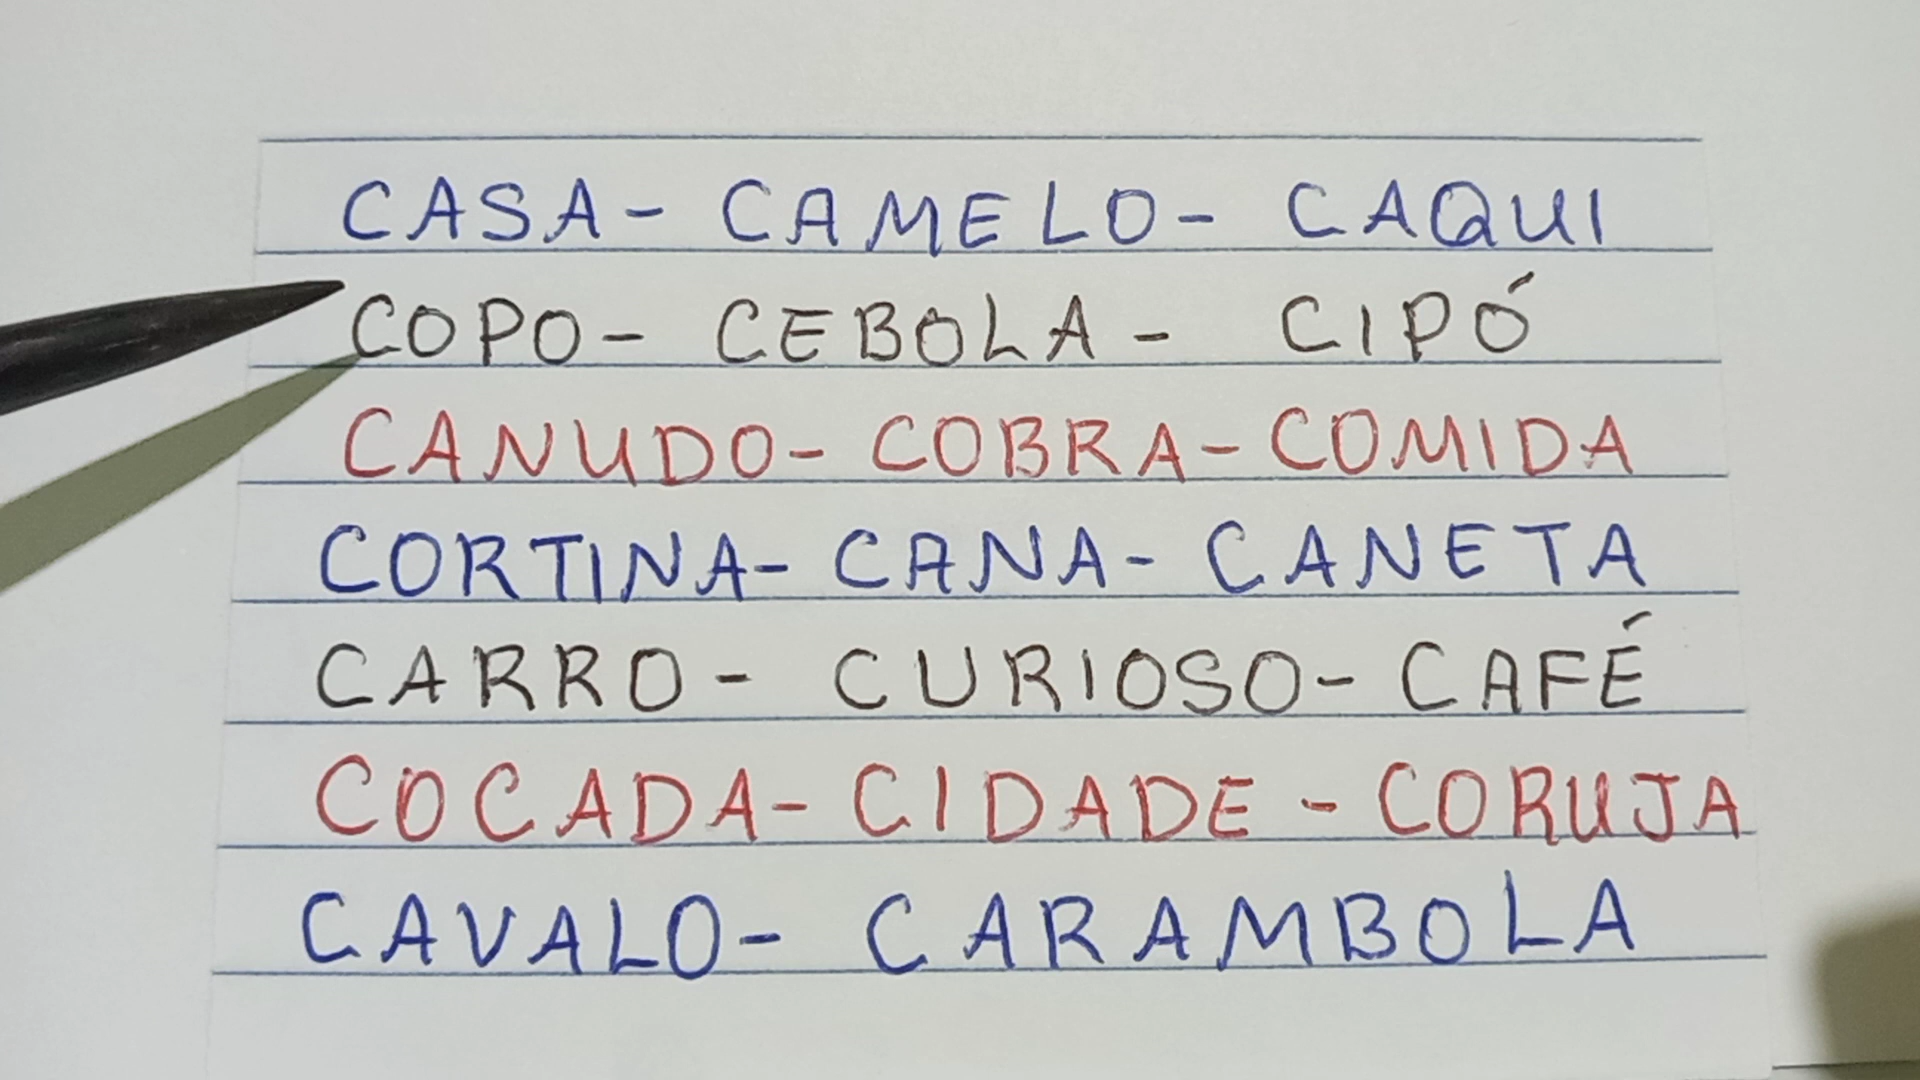 CASA- CAMELO- CAQUI
COPO- CEBOLA- CIPÓ
CANUDO- COBRA- COMIDA
CORTINA- CANA- CANETA
CARRO- CURIOSO- CAFÉ
COCADA- CIDADE - CORUJA
CAVALO- CARAMBOLA